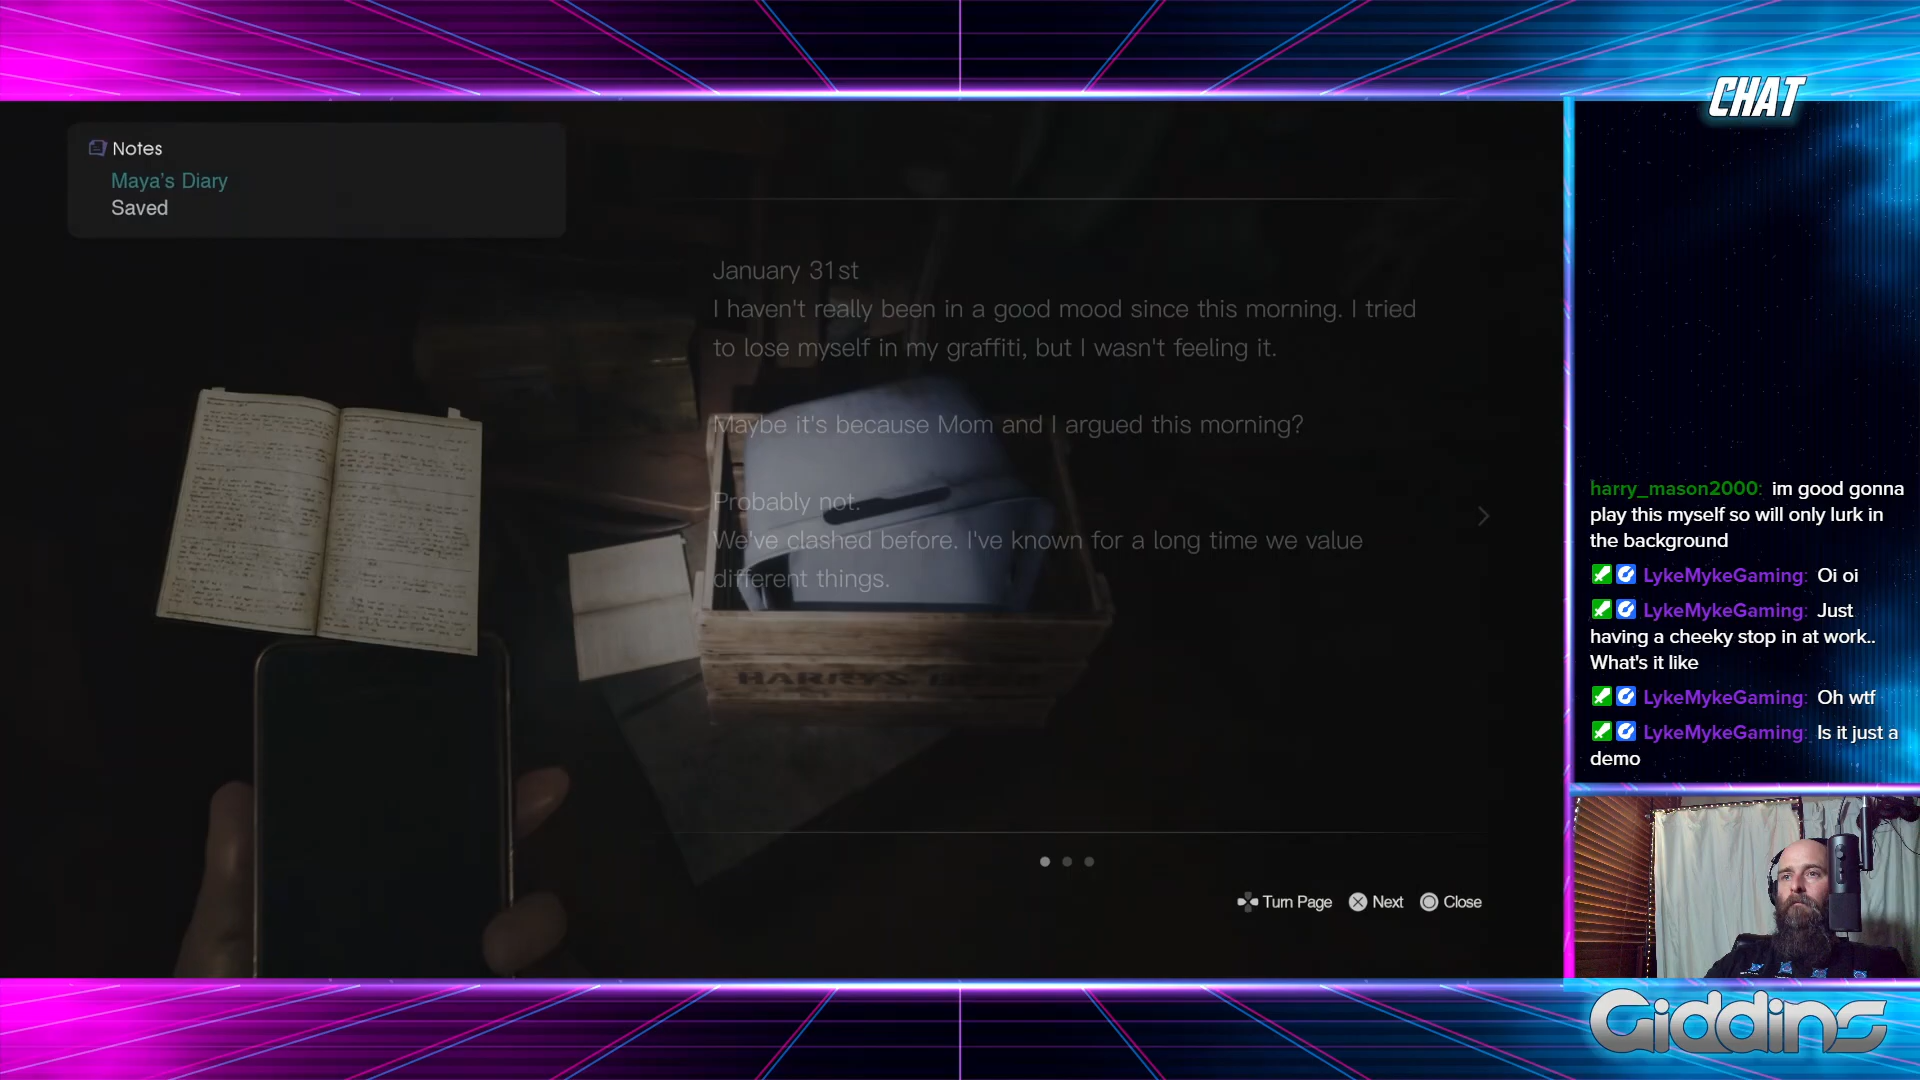 CHAT
Notes
Maya's Diary
Saved
January 31st
I haven't really been in a good mood since this morning. I tried
to lose myself in my graffiti, but I wasn't feeling it.
Maybe it's because Mom and I argued this morning?
Probably not.
We've clashed before. I've known for a long time we value
different things.
HARRY'S
Turn Page Next Close
harry_mason2000: im good gonna
play this myself so will only lurk in
the background
LykeMykeGaming: Oi oi
LykeMykeGaming: Just
having a cheeky stop in at work..
What's it like
LykeMykeGaming: Oh wtf
LykeMykeGaming: Is it just a
demo
Giddins